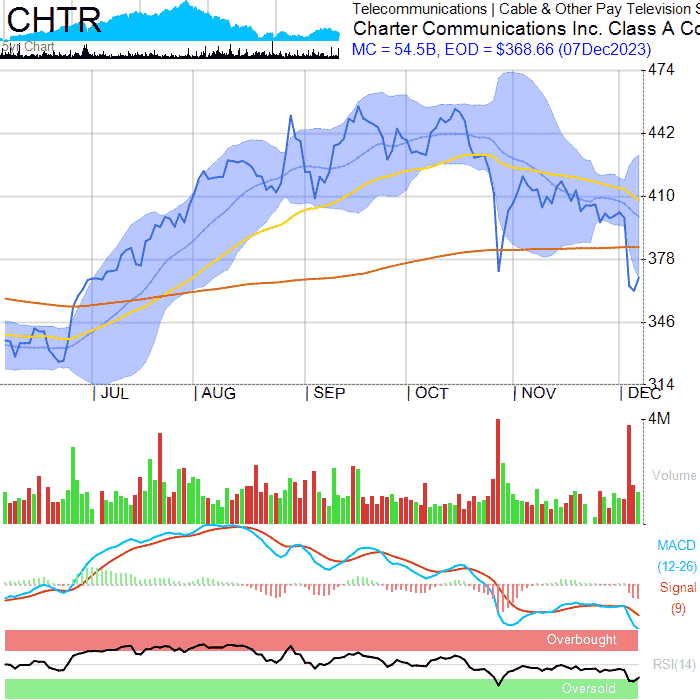 CHTR
5yr Chart
Telecommunications | Cable & Other Pay Television S
Charter Communications Inc. Class A Co
MC = 54.5B, EOD = $368.66 (07Dec2023)
474
442
410
378
346
314
JUL AUG SEP OCT NOV DEC
4M
Volume
MACD
(12-26)
Signal
(9)
Overbought
RSI(14)
Oversold